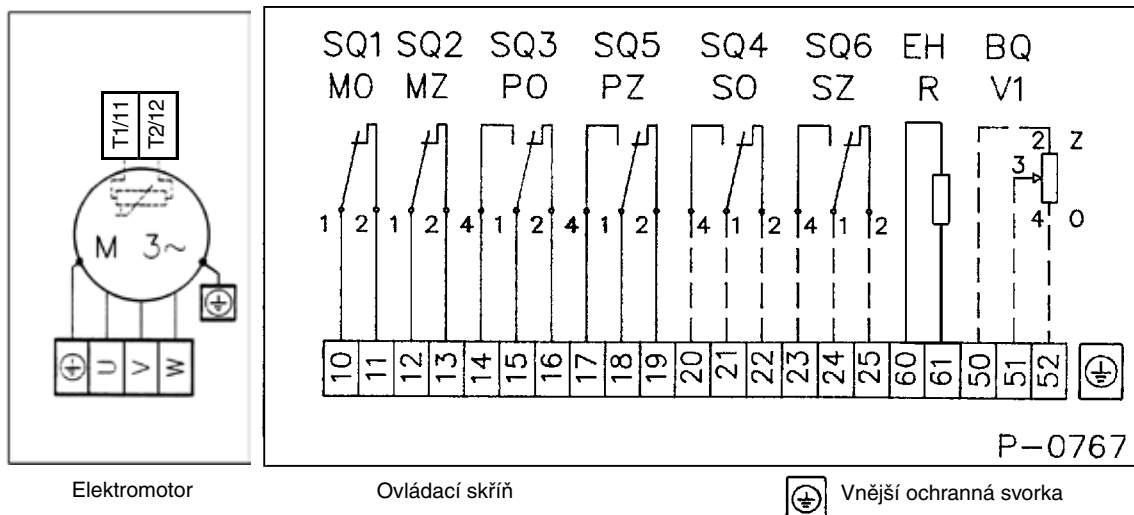 SQ1 SQ2 SQ3 SQ5 SQ4 SQ6 EH BQ
MO MZ PO PZ SO SZ R V1
T1/11 T2/12
M 3~
U V W
2 Z
3
4 O
1 2 1 2 4 1 2 4 1 2 4 1 2 4 1 2
10 11 12 13 14 15 16 17 18 19 20 21 22 23 24 25 60 61 50 51 52
P-0767
Elektromotor
Ovládací skříň
Vnější ochranná svorka